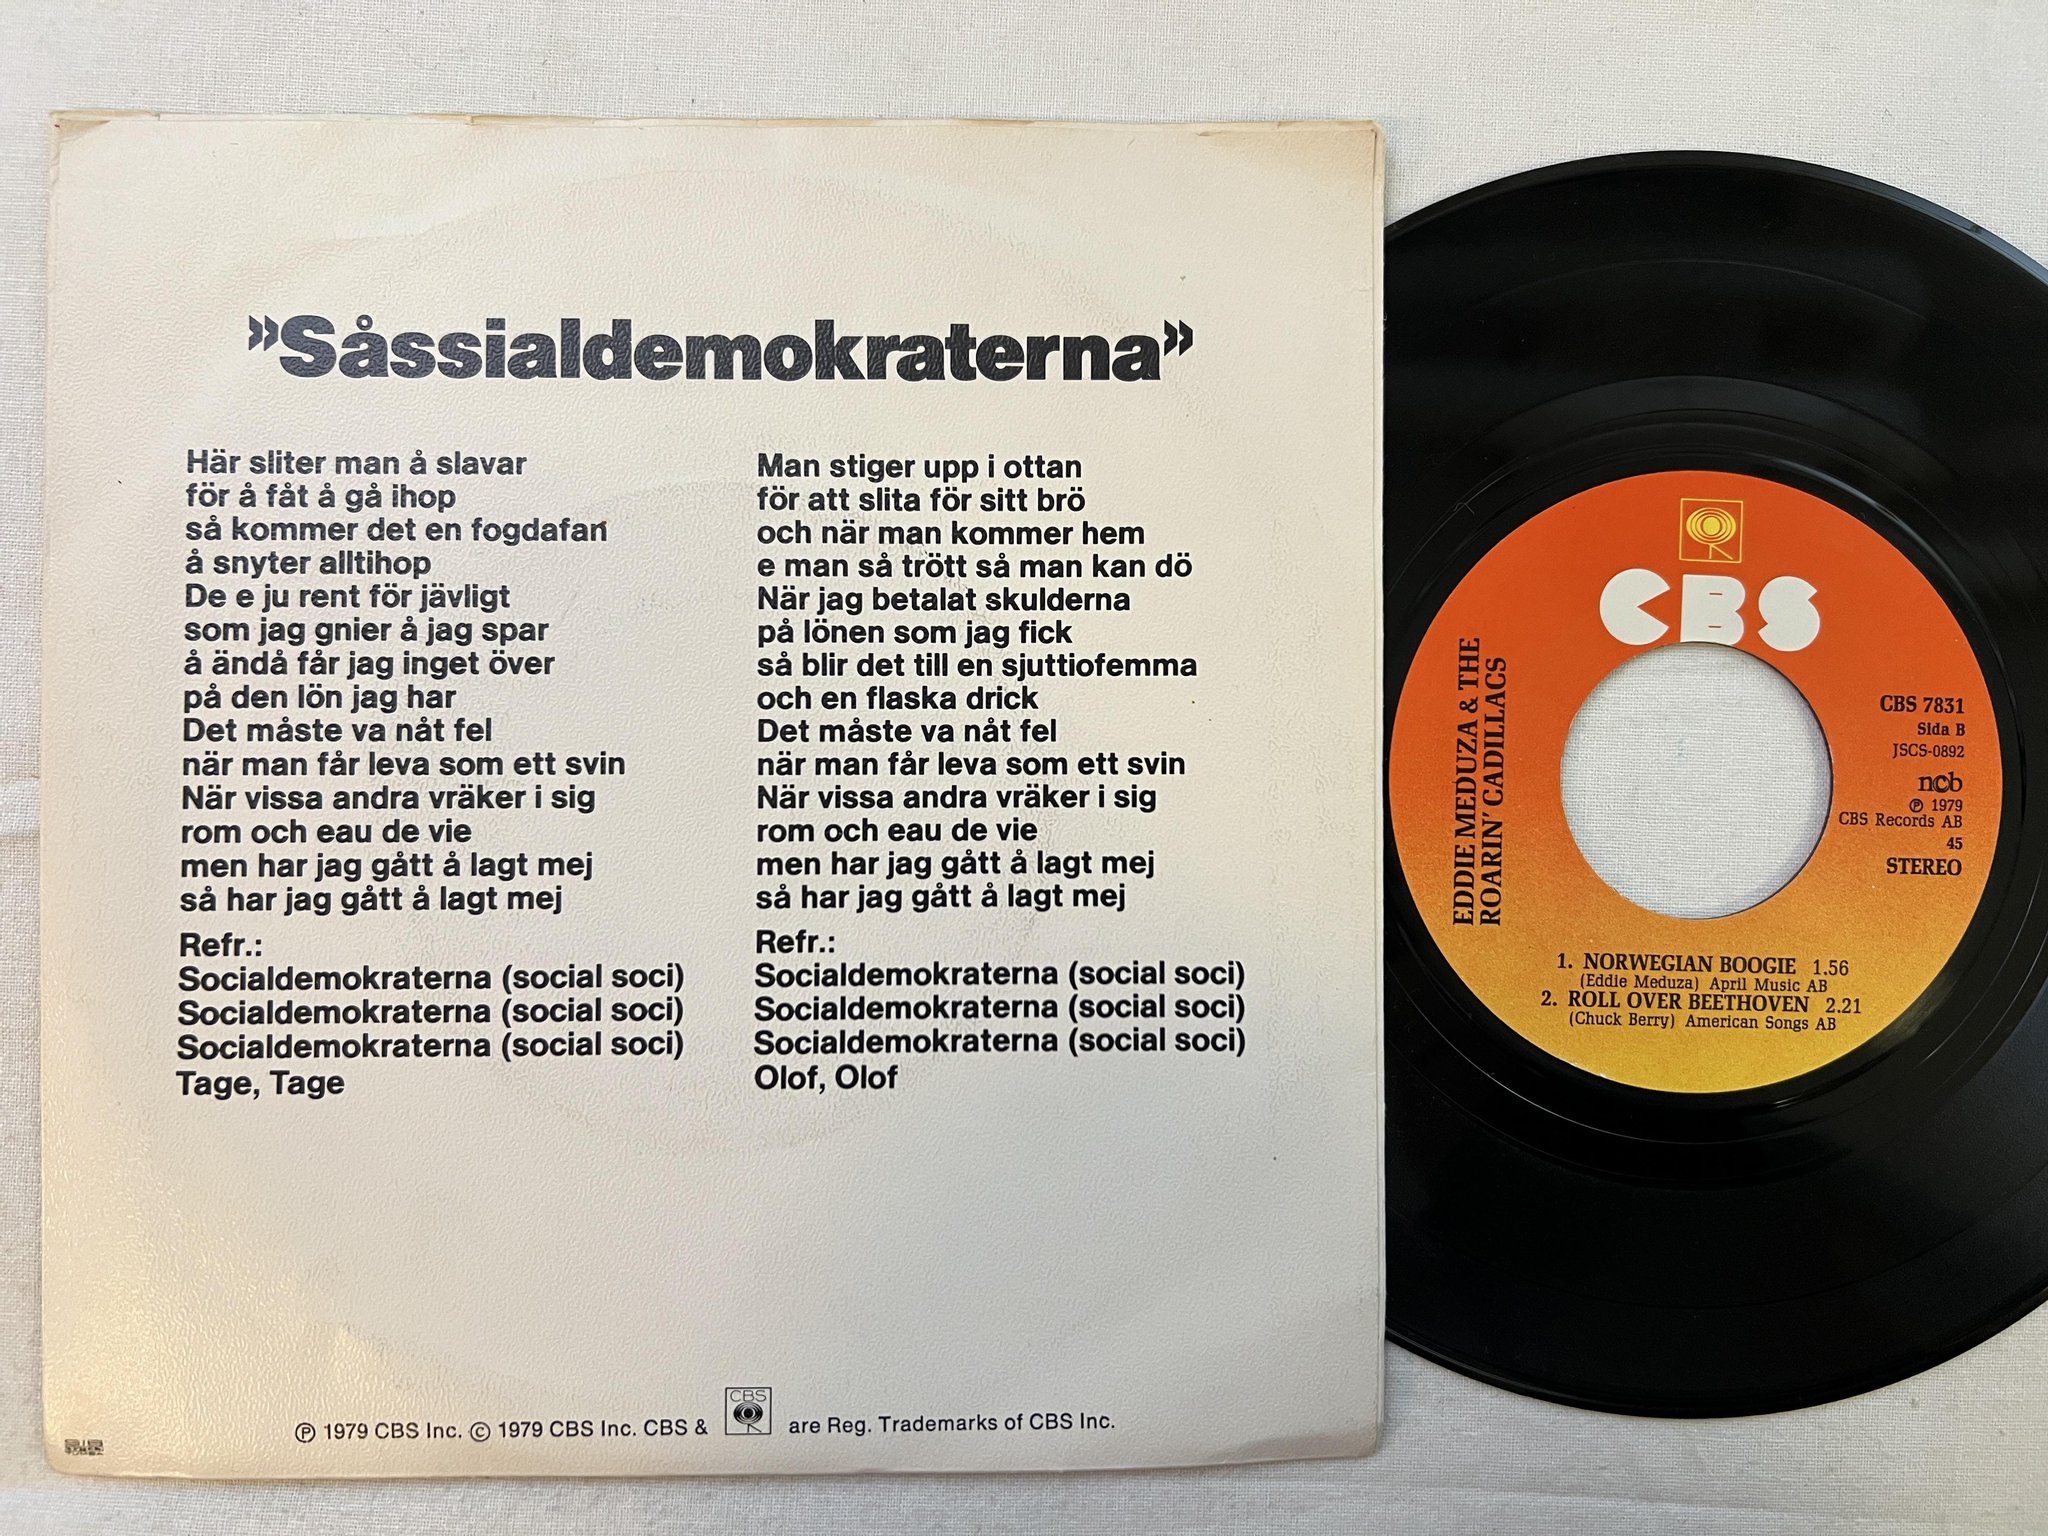 »Såssialdemokraterna»
Här sliter man å slavar
för å fåt å gå ihop
så kommer det en fogdafan
å snyter alltihop
De e ju rent för jävligt
som jag gnier å jag spar
å ändå får jag inget över
på den lön jag har
Det måste va nåt fel
när man får leva som ett svin
När vissa andra vräker i sig
rom och eau de vie
men har jag gått å lagt mej
så har jag gått å lagt mej
Refr.:
Socialdemokraterna (social soci)
Socialdemokraterna (social soci)
Socialdemokraterna (social soci)
Tage, Tage
Man stiger upp i ottan
för att slita för sitt brö
och när man kommer hem
e man så trött så man kan dö
När jag betalat skulderna
på lönen som jag fick
så blir det till en sjuttiofemma
och en flaska drick
Det måste va nåt fel
när man får leva som ett svin
När vissa andra vräker i sig
rom och eau de vie
men har jag gått å lagt mej
så har jag gått å lagt mej
Refr.:
Socialdemokraterna (social soci)
Socialdemokraterna (social soci)
Socialdemokraterna (social soci)
Olof, Olof
℗ 1979 CBS Inc. © 1979 CBS Inc. CBS & CBS are Reg. Trademarks of CBS Inc.
CBS
EDDIE MEDUZA & THE
ROARIN' CADILLACS
CBS 7831
Sida B
JSCS-0892
ncb
℗ 1979
CBS Records AB
45
STEREO
1. NORWEGIAN BOOGIE 1.56
(Eddie Meduza) April Music AB
2. ROLL OVER BEETHOVEN 2.21
(Chuck Berry) American Songs AB